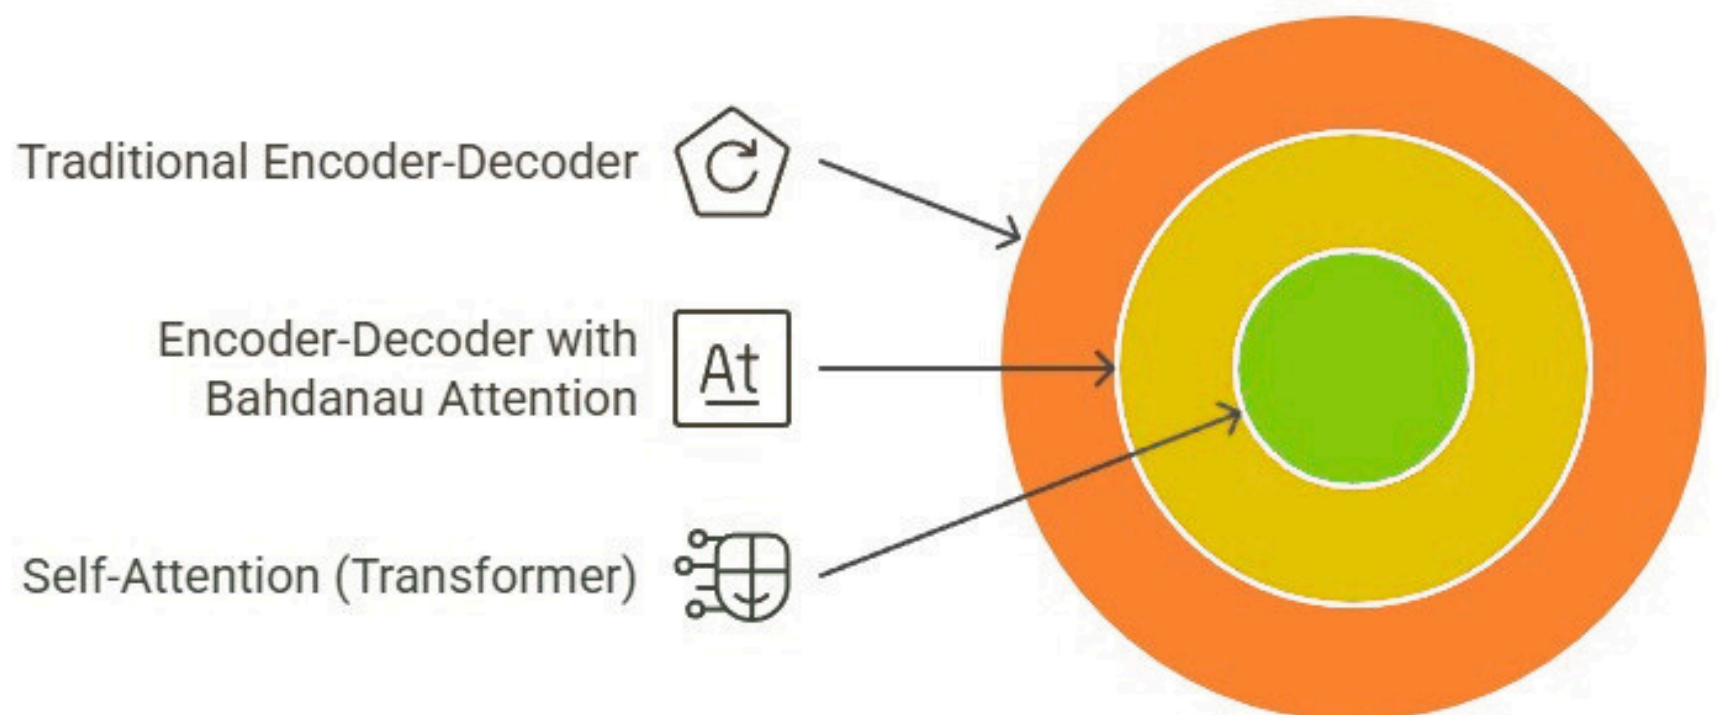 Traditional Encoder-Decoder
Encoder-Decoder with
Bahdanau Attention
At
Self-Attention (Transformer)